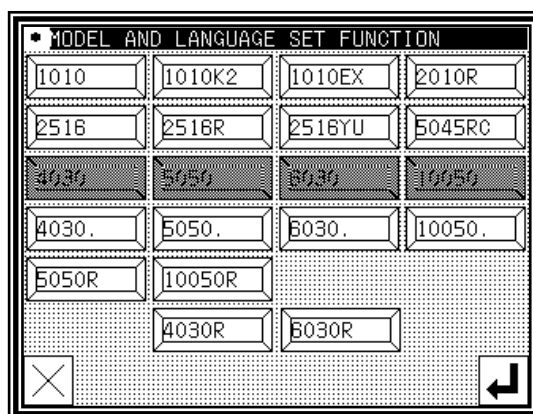 MODEL AND LANGUAGE SET FUNCTION
1010 1010K2 1010EX 2010R
2516 2516R 2516YU 5045RC
4030 5050 6030 10050
4030. 5050. 6030. 10050.
5050R 10050R
4030R 6030R